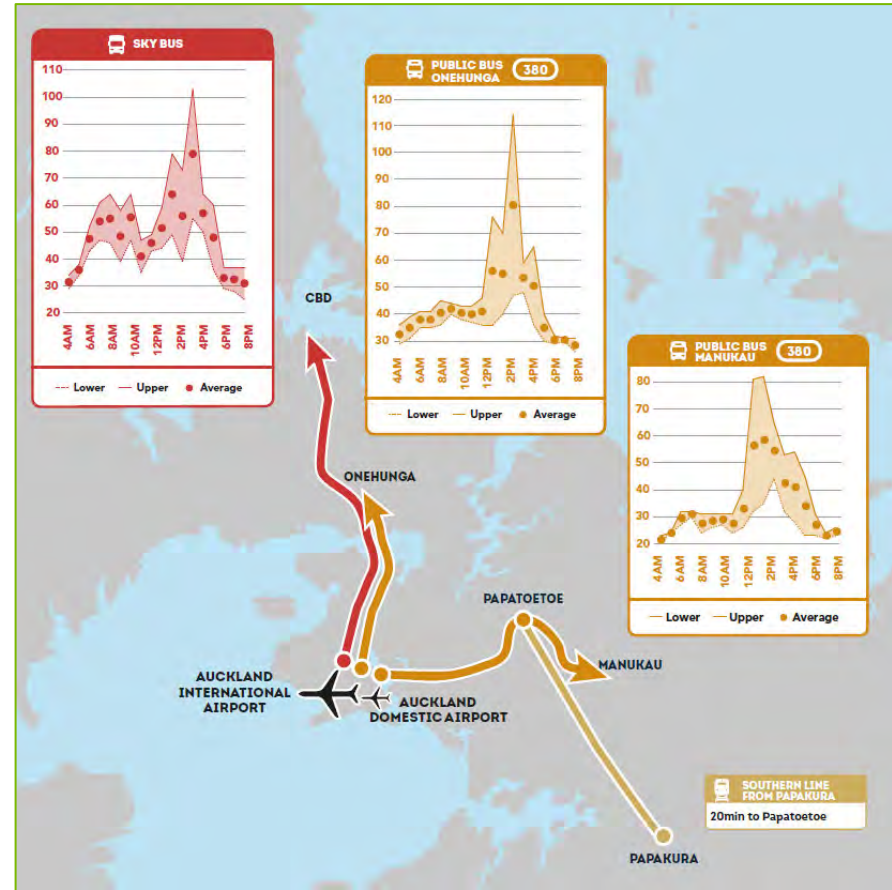 SKY BUS
110
100
90
80
70
60
50
40
30
20
4AM
6AM
8AM
10AM
12PM
2PM
4PM
6PM
8PM
Lower Upper Average
PUBLIC BUS
ONEHUNGA
380
120
110
100
90
80
70
60
50
40
30
4AM
6AM
8AM
10AM
12PM
2PM
4PM
6PM
8PM
Lower Upper Average
PUBLIC BUS
MANUKAU
380
80
70
60
50
40
30
20
4AM
6AM
8AM
10AM
12PM
2PM
4PM
6PM
8PM
Lower Upper Average
CBD
ONEHUNGA
PAPATOETOE
MANUKAU
AUCKLAND
INTERNATIONAL
AIRPORT
AUCKLAND
DOMESTIC AIRPORT
SOUTHERN LINE
FROM PAPAKURA
20min to Papatoetoe
PAPAKURA